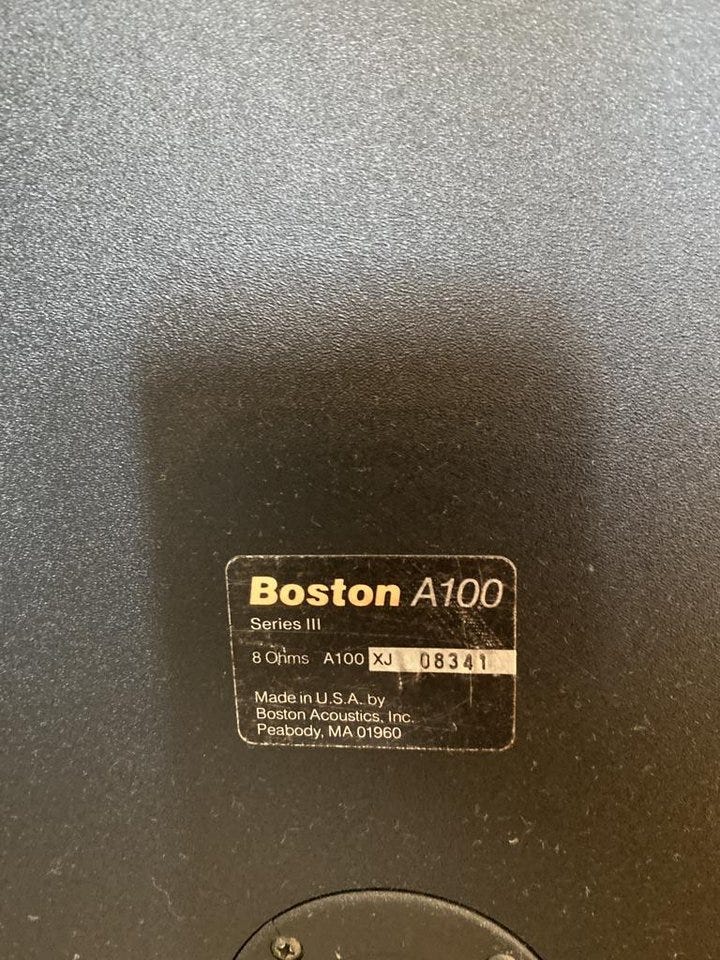 Boston A100
Series III
8 Ohms A100 XJ 08341
Made in U.S.A. by
Boston Acoustics, Inc.
Peabody, MA 01960